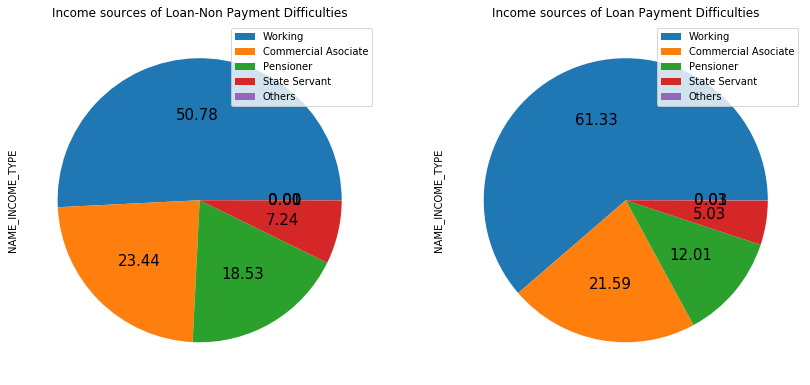 Income sources of Loan-Non Payment Difficulties
Working
Commercial Asociate
Pensioner
State Servant
Others
NAME_INCOME_TYPE
50.78
7.24
23.44
18.53
Income sources of Loan Payment Difficulties
Working
Commercial Asociate
Pensioner
State Servant
Others
NAME_INCOME_TYPE
61.33
5.03
12.01
21.59